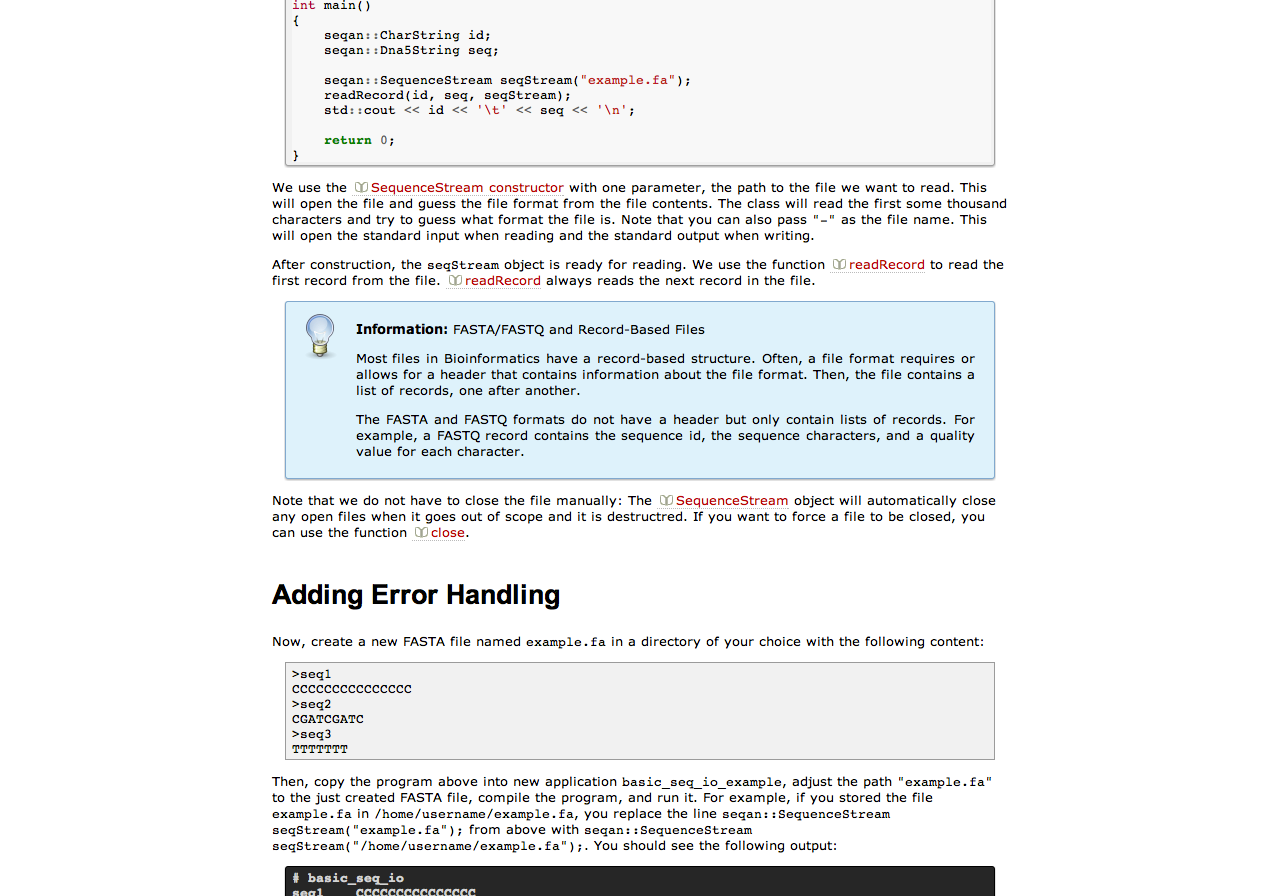 int main()
{
    seqan::CharString id;
    seqan::Dna5String seq;
    seqan::SequenceStream seqStream("example.fa");
    readRecord(id, seq, seqStream);
    std::cout << id << '\t' << seq << '\n';
    return 0;
}
We use the SequenceStream constructor with one parameter, the path to the file we want to read. This
will open the file and guess the file format from the file contents. The class will read the first some thousand
characters and try to guess what format the file is. Note that you can also pass "-" as the file name. This
will open the standard input when reading and the standard output when writing.
After construction, the seqStream object is ready for reading. We use the function readRecord to read the
first record from the file. readRecord always reads the next record in the file.
Information: FASTA/FASTQ and Record-Based Files
Most files in Bioinformatics have a record-based structure. Often, a file format requires or
allows for a header that contains information about the file format. Then, the file contains a
list of records, one after another.
The FASTA and FASTQ formats do not have a header but only contain lists of records. For
example, a FASTQ record contains the sequence id, the sequence characters, and a quality
value for each character.
Note that we do not have to close the file manually: The SequenceStream object will automatically close
any open files when it goes out of scope and it is destructred. If you want to force a file to be closed, you
can use the function close.
Adding Error Handling
Now, create a new FASTA file named example.fa in a directory of your choice with the following content:
>seq1
CCCCCCCCCCCCCCC
>seq2
CGATCGATC
>seq3
TTTTTTT
Then, copy the program above into new application basic_seq_io_example, adjust the path "example.fa"
to the just created FASTA file, compile the program, and run it. For example, if you stored the file
example.fa in /home/username/example.fa, you replace the line seqan::SequenceStream
seqStream("example.fa"); from above with seqan::SequenceStream
seqStream("/home/username/example.fa");. You should see the following output:
# basic_seq_io
seq1    CCCCCCCCCCCCCCC